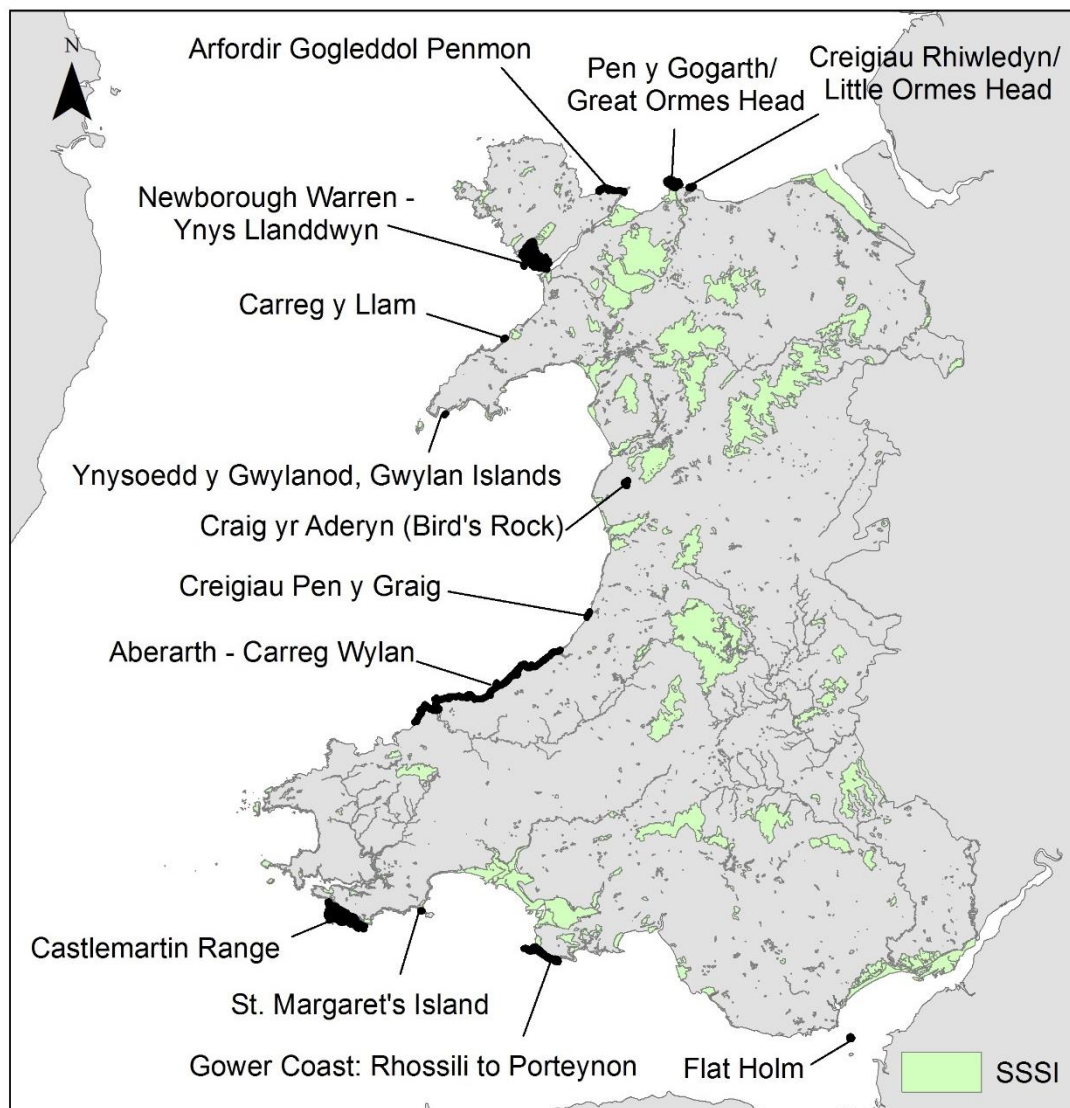 N
Arfordir Gogleddol Penmon
Pen y Gogarth/
Great Ormes Head
Creigiau Rhiwledyn/
Little Ormes Head
Newborough Warren -
Ynys Llanddwyn
Carreg y Llam
Ynysoedd y Gwylanod, Gwylan Islands
Craig yr Aderyn (Bird's Rock)
Creigiau Pen y Graig
Aberarth - Carreg Wylan
Castlemartin Range
St. Margaret's Island
Gower Coast: Rhossili to Porteynon
Flat Holm
SSSI